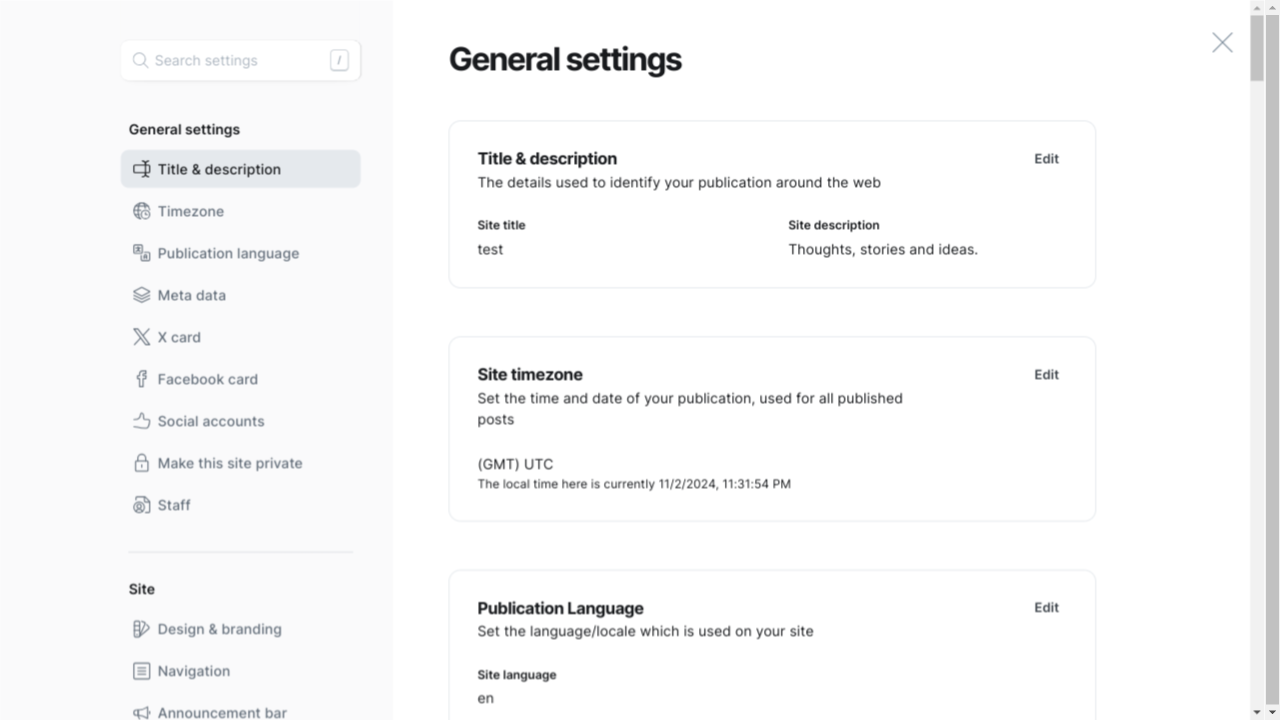 Search settings
/
General settings
Title & description
Timezone
Publication language
Meta data
X card
Facebook card
Social accounts
Make this site private
Staff
Site
Design & branding
Navigation
Announcement bar
General settings
Title & description
Edit
The details used to identify your publication around the web
Site title
Site description
test
Thoughts, stories and ideas.
Site timezone
Edit
Set the time and date of your publication, used for all published
posts
(GMT) UTC
The local time here is currently 11/2/2024, 11:31:54 PM
Publication Language
Edit
Set the language/locale which is used on your site
Site language
en